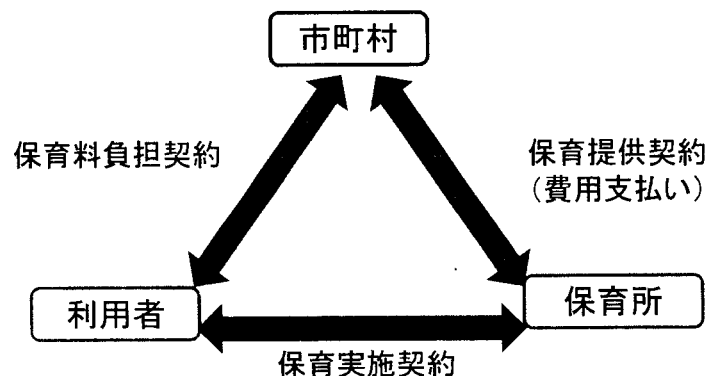 市町村
保育料負担契約
保育提供契約
（費用支払い）
利用者
保育所
保育実施契約